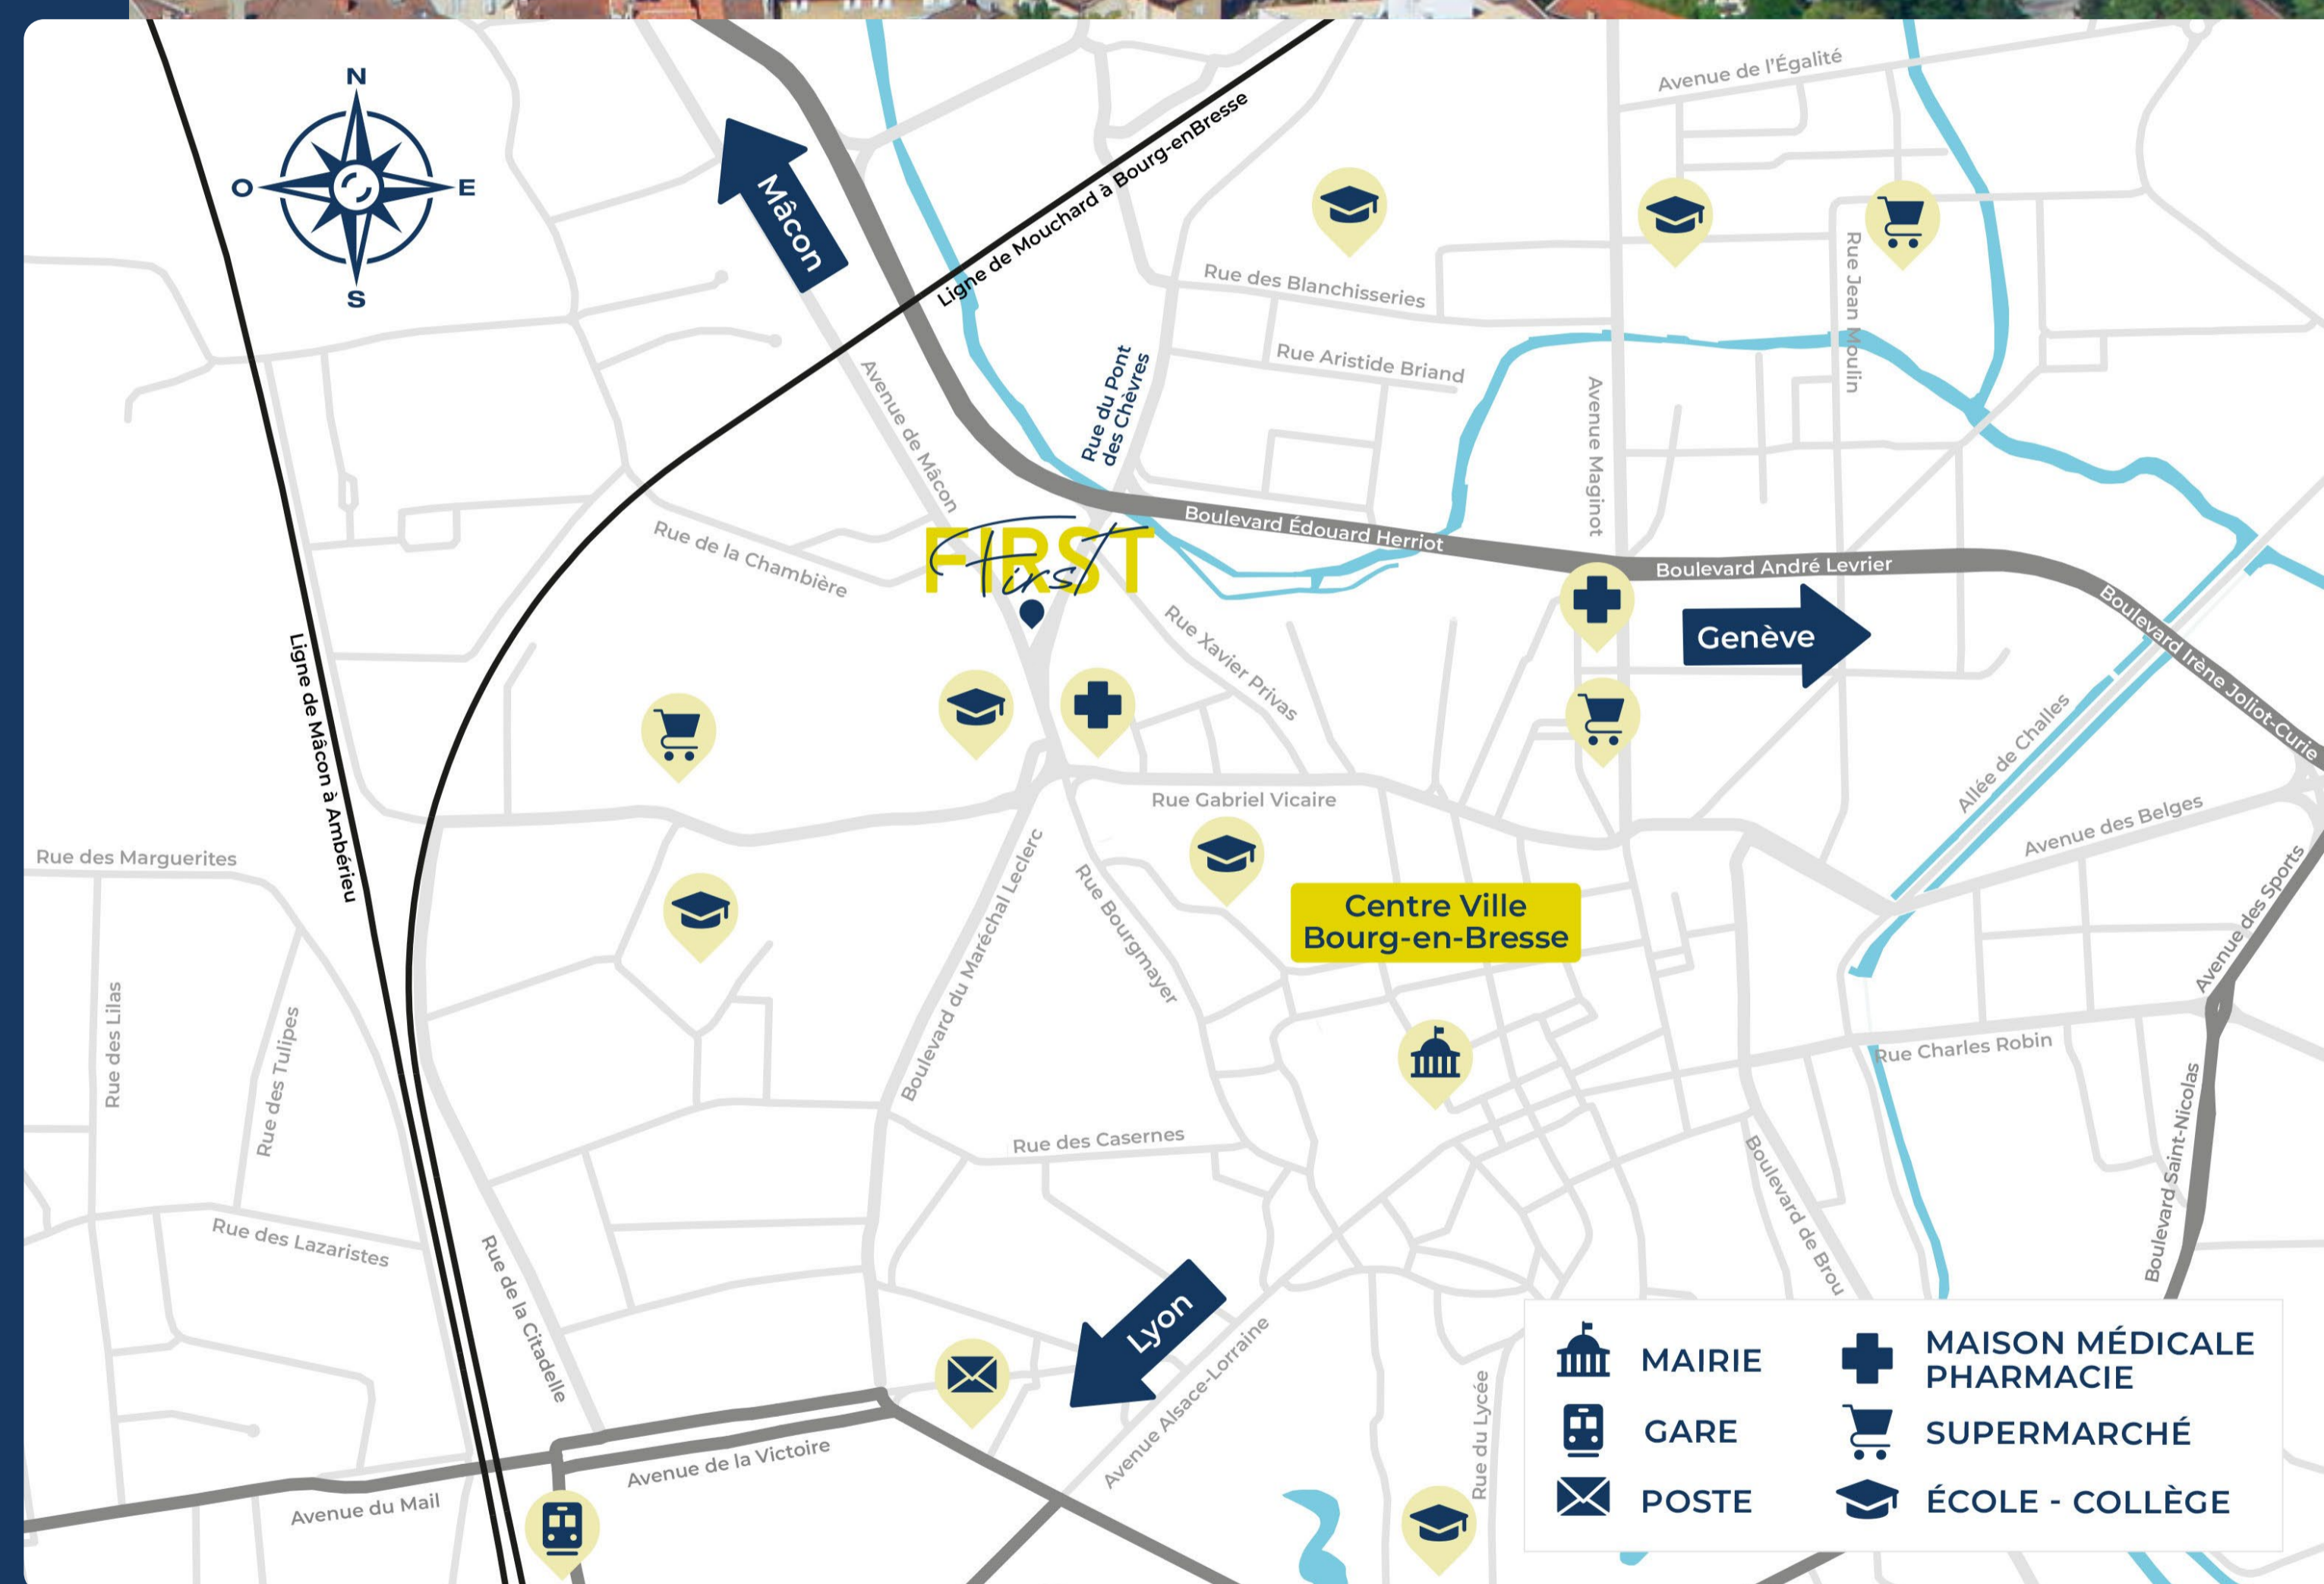 N
O
E
S
Mâcon
Ligne de Mouchard à Bourg-enBresse
Avenue de l'Égalité
Rue des Blanchisseries
Rue Jean Moulin
Rue du Pont
des Chèvres
Rue Aristide Briand
Avenue de Mâcon
Avenue Maginot
Rue de la Chambière
FIRST
First
Boulevard Édouard Herriot
Boulevard André Levrier
Boulevard Irène Joliot-Curie
Genève
Rue Xavier Privas
Ligne de Mâcon à Ambérieu
Allée de Challes
Rue Gabriel Vicaire
Avenue des Belges
Rue des Marguerites
Boulevard du Maréchal Leclerc
Rue Bourgmayer
Centre Ville
Bourg-en-Bresse
Avenue des Sports
Rue des Lilas
Rue des Tulipes
Rue Charles Robin
Rue des Casernes
Boulevard de Brou
Boulevard Saint-Nicolas
Rue des Lazaristes
Rue de la Citadelle
Lyon
Avenue Alsace-Lorraine
Rue du Lycée
Avenue de la Victoire
Avenue du Mail
MAIRIE
GARE
POSTE
MAISON MÉDICALE
PHARMACIE
SUPERMARCHÉ
ÉCOLE - COLLÈGE